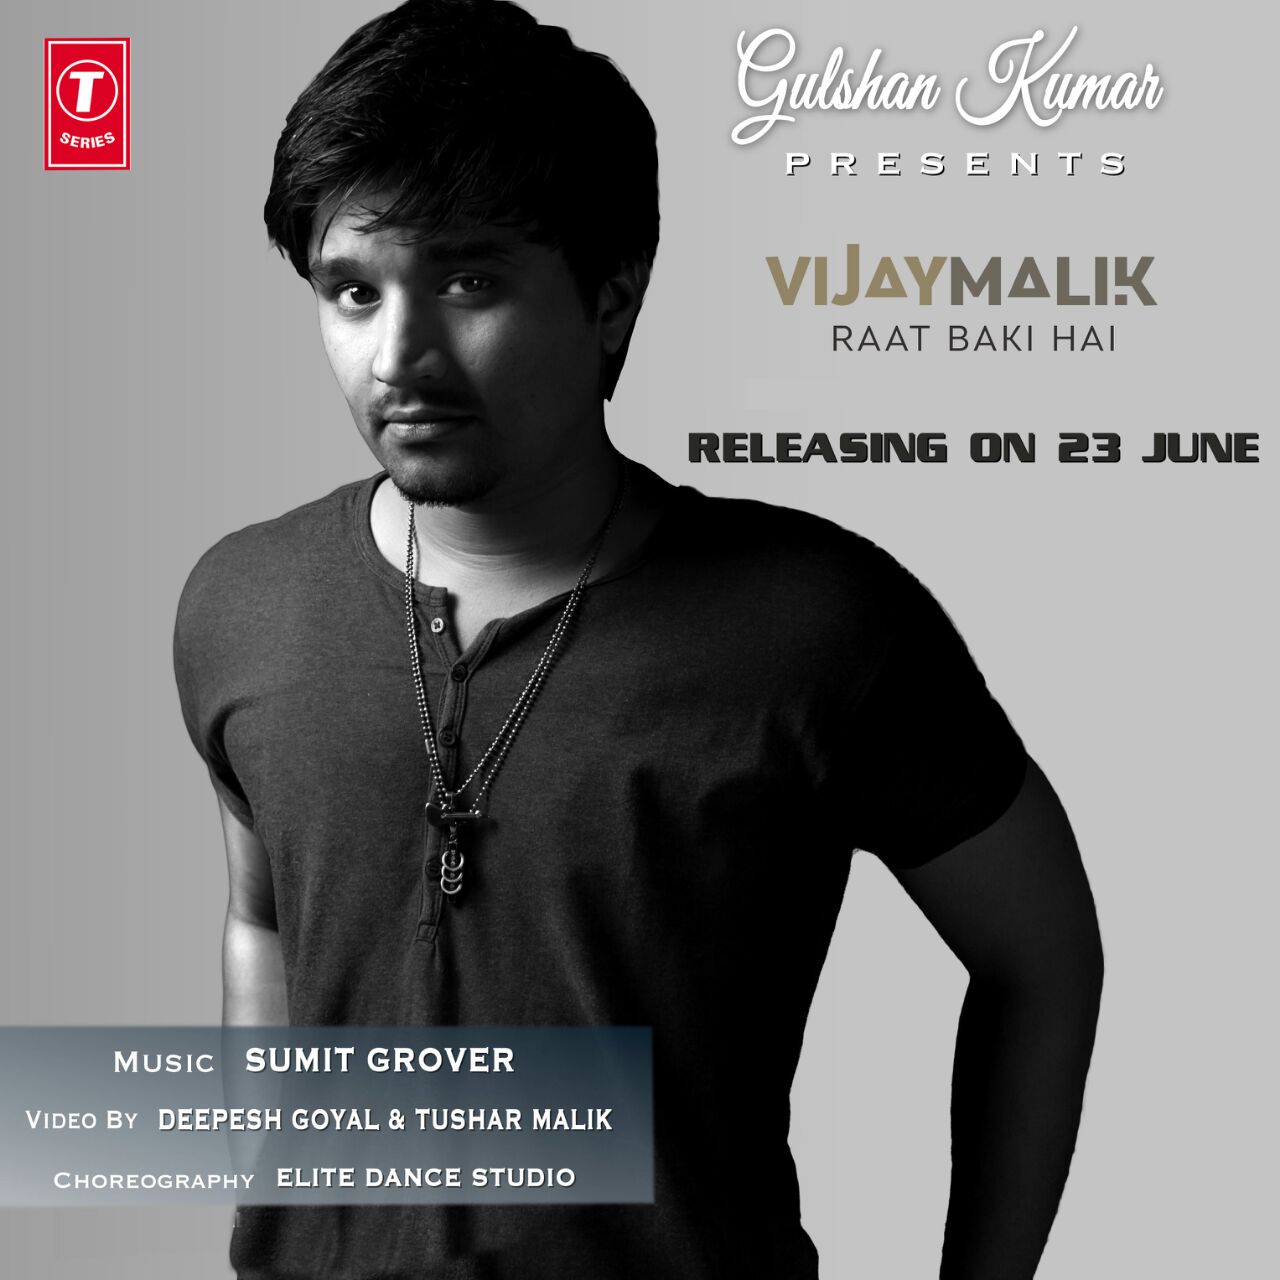 T
SERIES
Gulshan Kumar
PRESENTS
VIJAYMALIK
RAAT BAKI HAI
RELEASING ON 23 JUNE
MUSIC SUMIT GROVER
VIDEO BY DEEPESH GOYAL & TUSHAR MALIK
CHOREOGRAPHY ELITE DANCE STUDIO